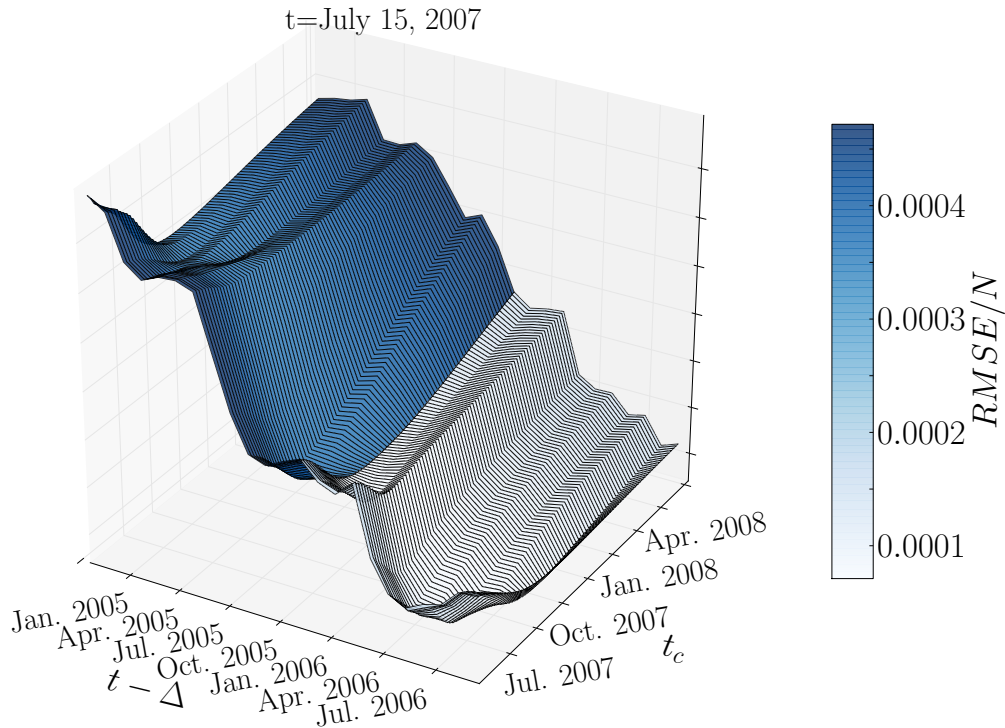 t=July 15, 2007
0.0004
0.0003
0.0002
0.0001
RMSE/N
Jan. 2005
Apr. 2005
Jul. 2005
Oct. 2005
Jan. 2006
Apr. 2006
Jul. 2006
t − Δ
Jul. 2007
Oct. 2007
Jan. 2008
Apr. 2008
t_c